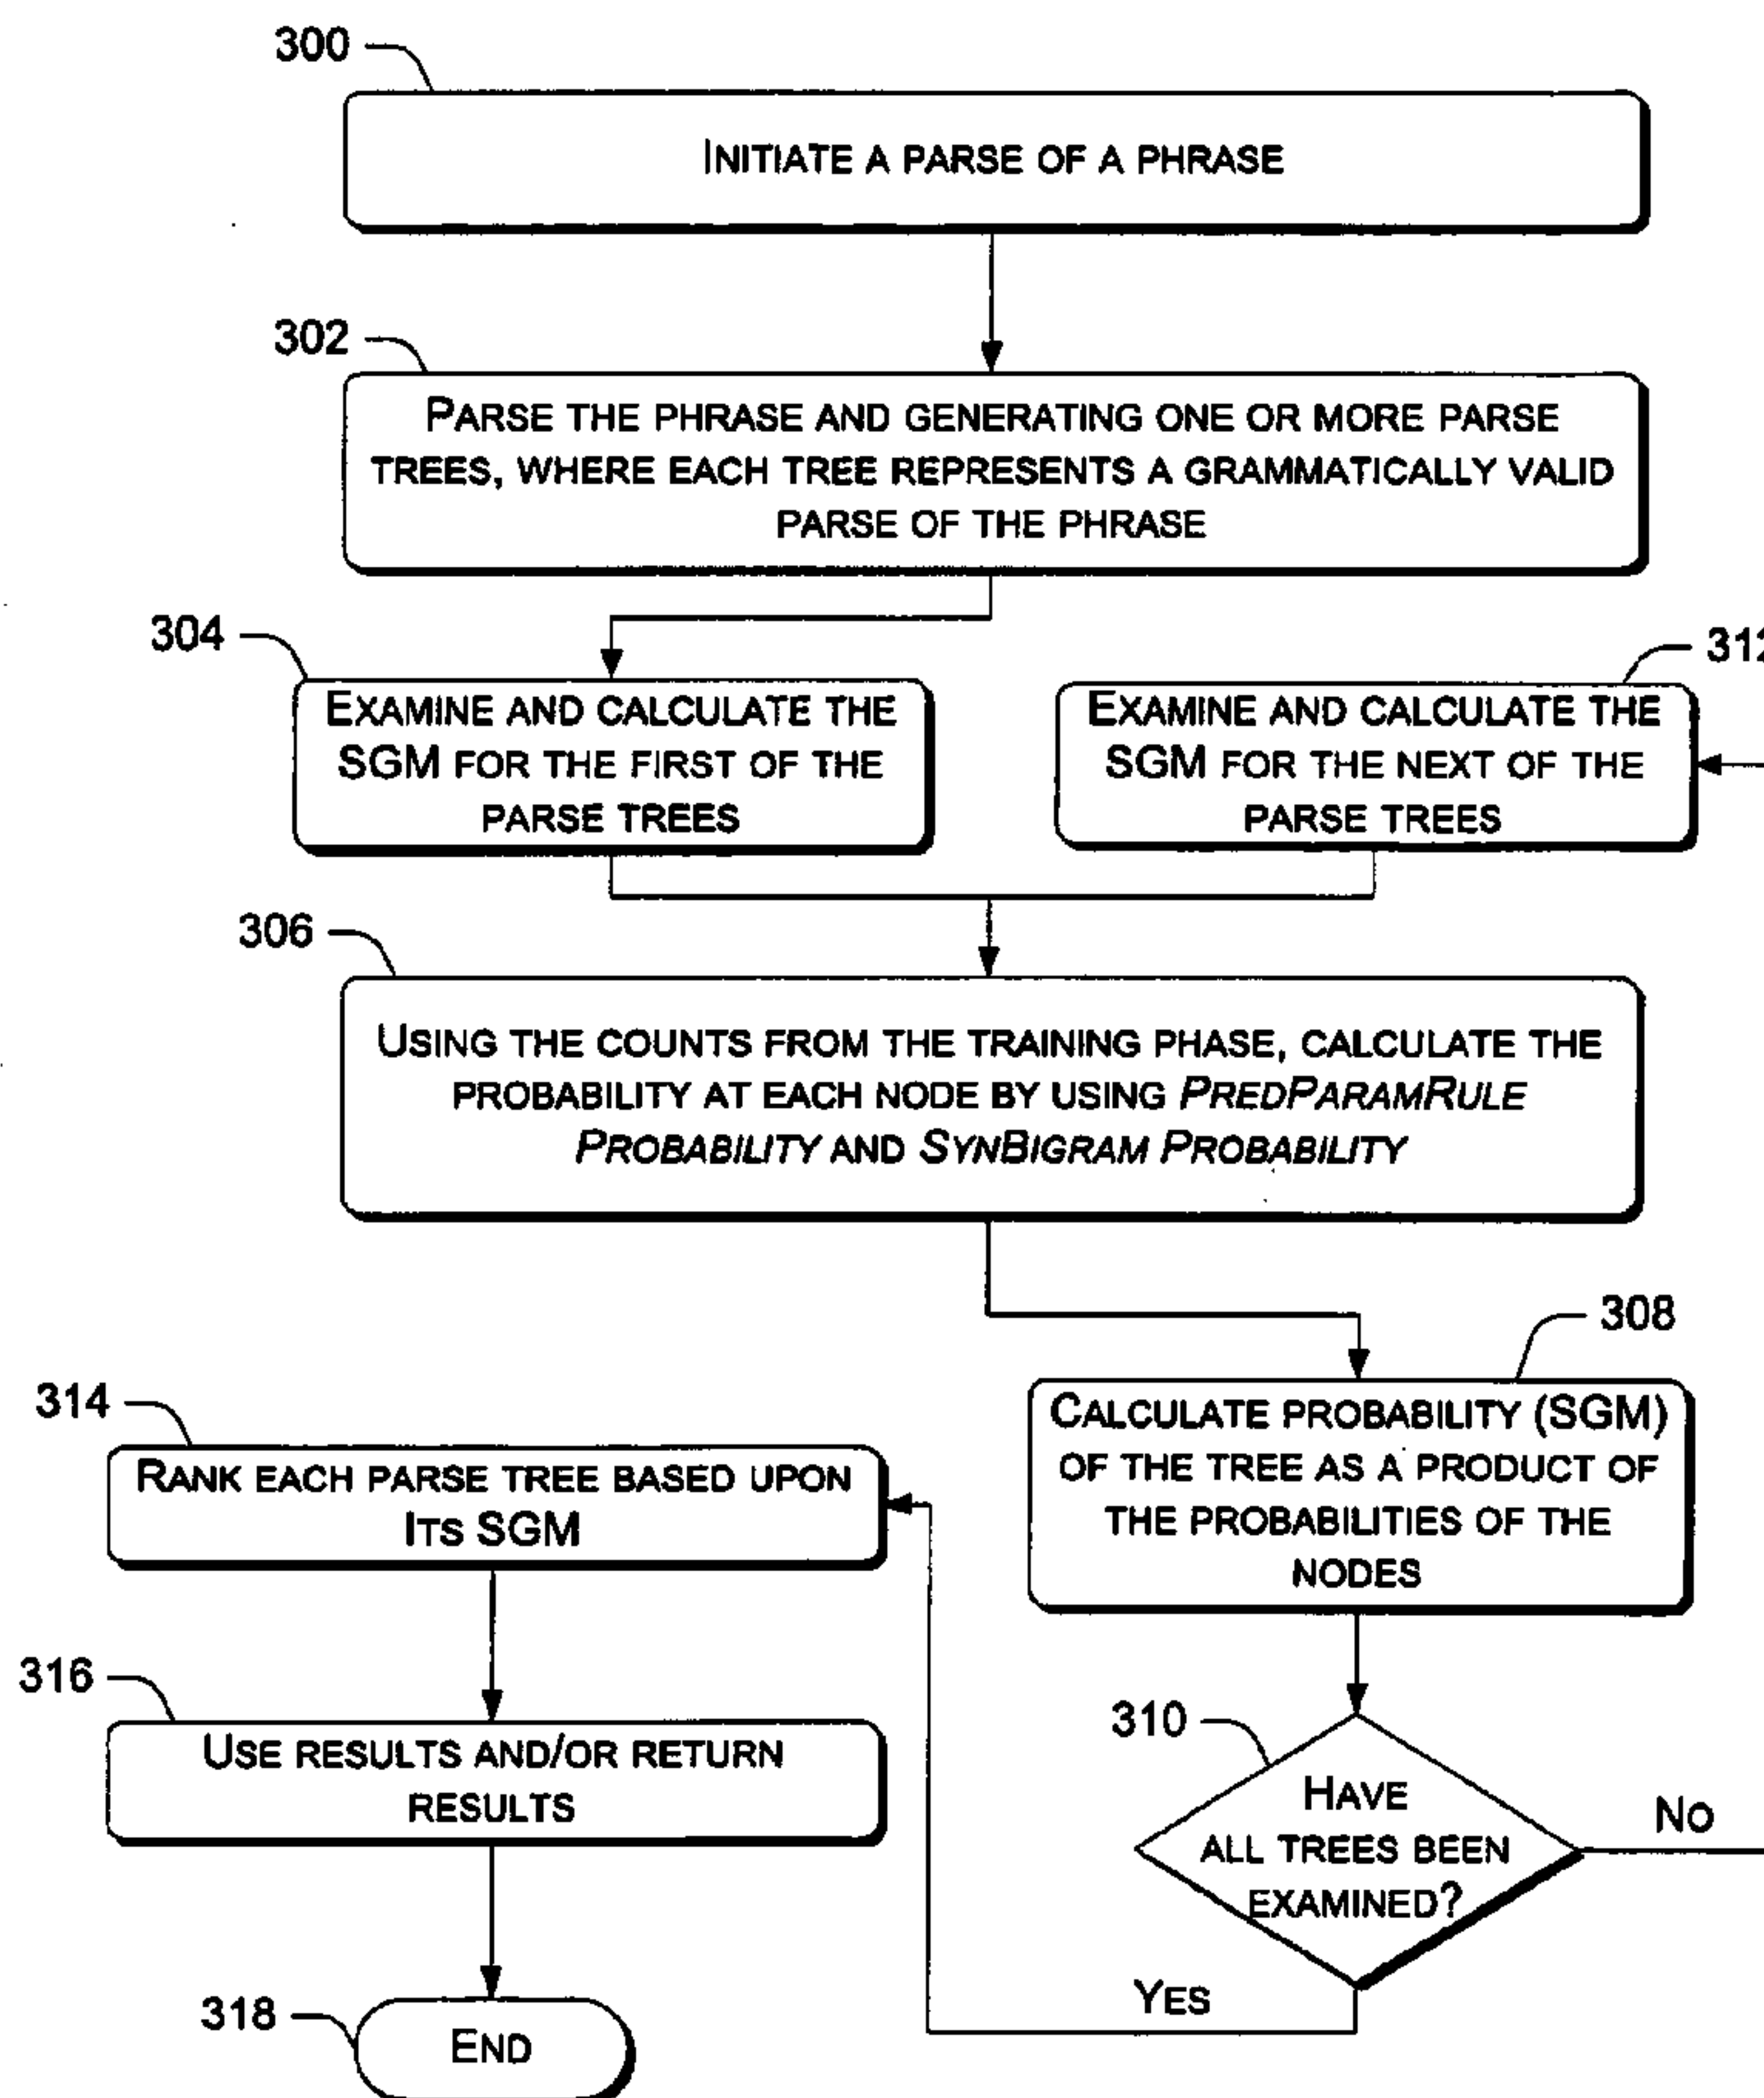 300
INITIATE A PARSE OF A PHRASE
302
PARSE THE PHRASE AND GENERATING ONE OR MORE PARSE
TREES, WHERE EACH TREE REPRESENTS A GRAMMATICALLY VALID
PARSE OF THE PHRASE
304
EXAMINE AND CALCULATE THE
SGM FOR THE FIRST OF THE
PARSE TREES
312
EXAMINE AND CALCULATE THE
SGM FOR THE NEXT OF THE
PARSE TREES
306
USING THE COUNTS FROM THE TRAINING PHASE, CALCULATE THE
PROBABILITY AT EACH NODE BY USING PREDPARAMRULE
PROBABILITY AND SYNBIGRAM PROBABILITY
308
CALCULATE PROBABILITY (SGM)
OF THE TREE AS A PRODUCT OF
THE PROBABILITIES OF THE
NODES
310
HAVE
ALL TREES BEEN
EXAMINED?
NO
YES
314
RANK EACH PARSE TREE BASED UPON
ITS SGM
316
USE RESULTS AND/OR RETURN
RESULTS
318
END